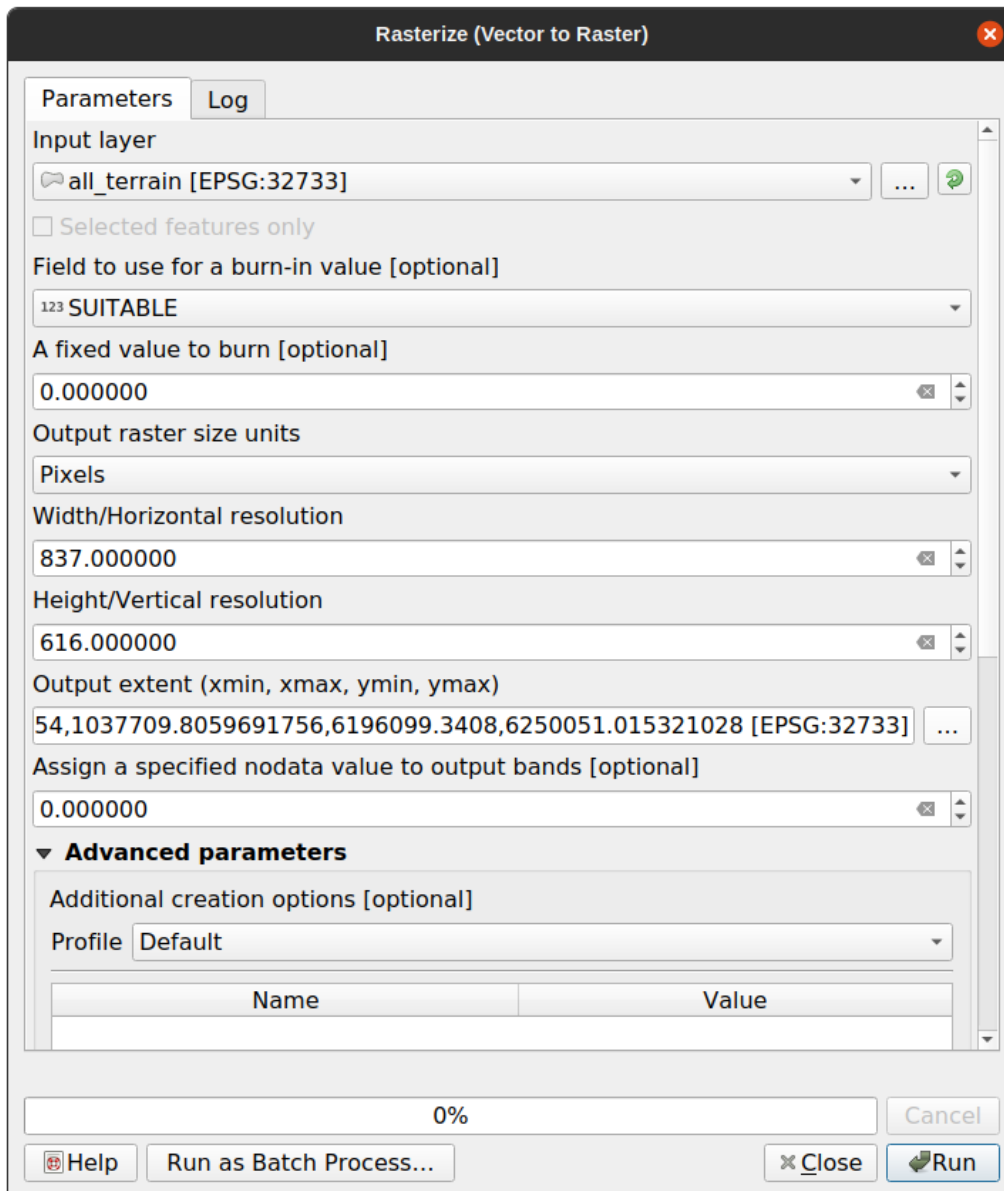 Rasterize (Vector to Raster)
Parameters Log
Input layer
all_terrain [EPSG:32733] ...
Selected features only
Field to use for a burn-in value [optional]
123 SUITABLE
A fixed value to burn [optional]
0.000000
Output raster size units
Pixels
Width/Horizontal resolution
837.000000
Height/Vertical resolution
616.000000
Output extent (xmin, xmax, ymin, ymax)
54,1037709.8059691756,6196099.3408,6250051.015321028 [EPSG:32733] ...
Assign a specified nodata value to output bands [optional]
0.000000
Advanced parameters
Additional creation options [optional]
Profile Default
Name Value
0% Cancel
Help Run as Batch Process... Close Run